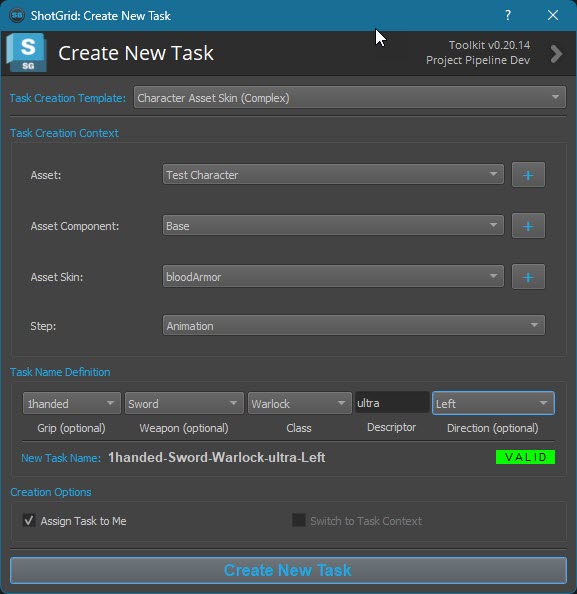 SG ShotGrid: Create New Task ?
S
SG
Create New Task
Toolkit v0.20.14
Project Pipeline Dev
Task Creation Template: Character Asset Skin (Complex)
Task Creation Context
Asset: Test Character +
Asset Component: Base +
Asset Skin: bloodArmor +
Step: Animation
Task Name Definition
1handed Sword Warlock ultra Left
Grip (optional) Weapon (optional) Class Descriptor Direction (optional)
New Task Name: 1handed-Sword-Warlock-ultra-Left VALID
Creation Options
Assign Task to Me Switch to Task Context
Create New Task